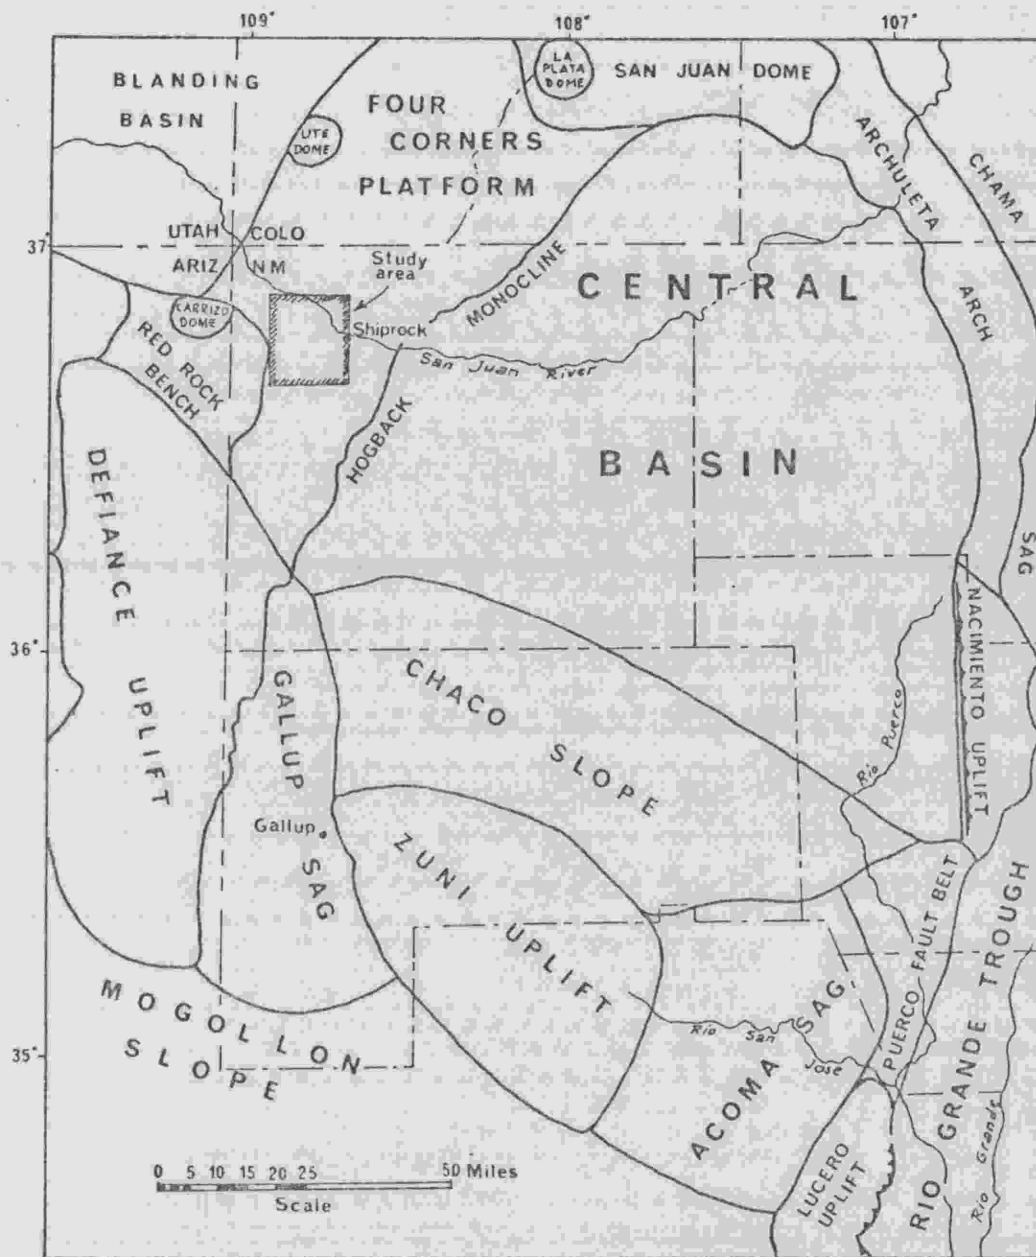 109° 108° 107°
BLANDING
BASIN
FOUR
CORNERS
PLATFORM
UTE
DOME
LA
PLATA
DOME
SAN JUAN DOME
ARCHULETA
ARCH
CHAMA
SAG
37°
UTAH COLO
ARIZ NM
Study
area
MONOCLINE
CENTRAL
BASIN
CARRIZO
DOME
Shiprock
San Juan River
RED ROCK
BENCH
HOGBACK
DEFIANCE
UPLIFT
36°
NACIMIENTO UPLIFT
GALLUP
SAG
CHACO
SLOPE
Rio Puerco
Gallup
ZUNI
UPLIFT
PUERCO FAULT BELT
RIO GRANDE TROUGH
MOGOLLON
SLOPE
35°
Rio San Jose
ACOMA SAG
LUCERO
UPLIFT
Rio Grande
0 5 10 15 20 25 50 Miles
Scale